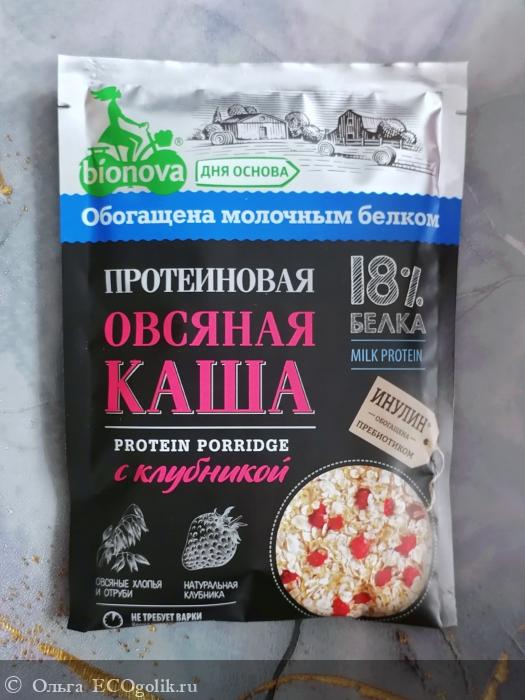 bionova®
ДНЯ ОСНОВА
Обогащена молочным белком
ПРОТЕИНОВАЯ
ОВСЯНАЯ
КАША
PROTEIN PORRIDGE
с клубникой
18%
БЕЛКА
MILK PROTEIN
ИНУЛИН
ОБОГАЩЕНА
ПРЕБИОТИКОМ
ОВСЯНЫЕ ХЛОПЬЯ
И ОТРУБИ
НАТУРАЛЬНАЯ
КЛУБНИКА
НЕ ТРЕБУЕТ ВАРКИ
© Ольга ECOgolik.ru